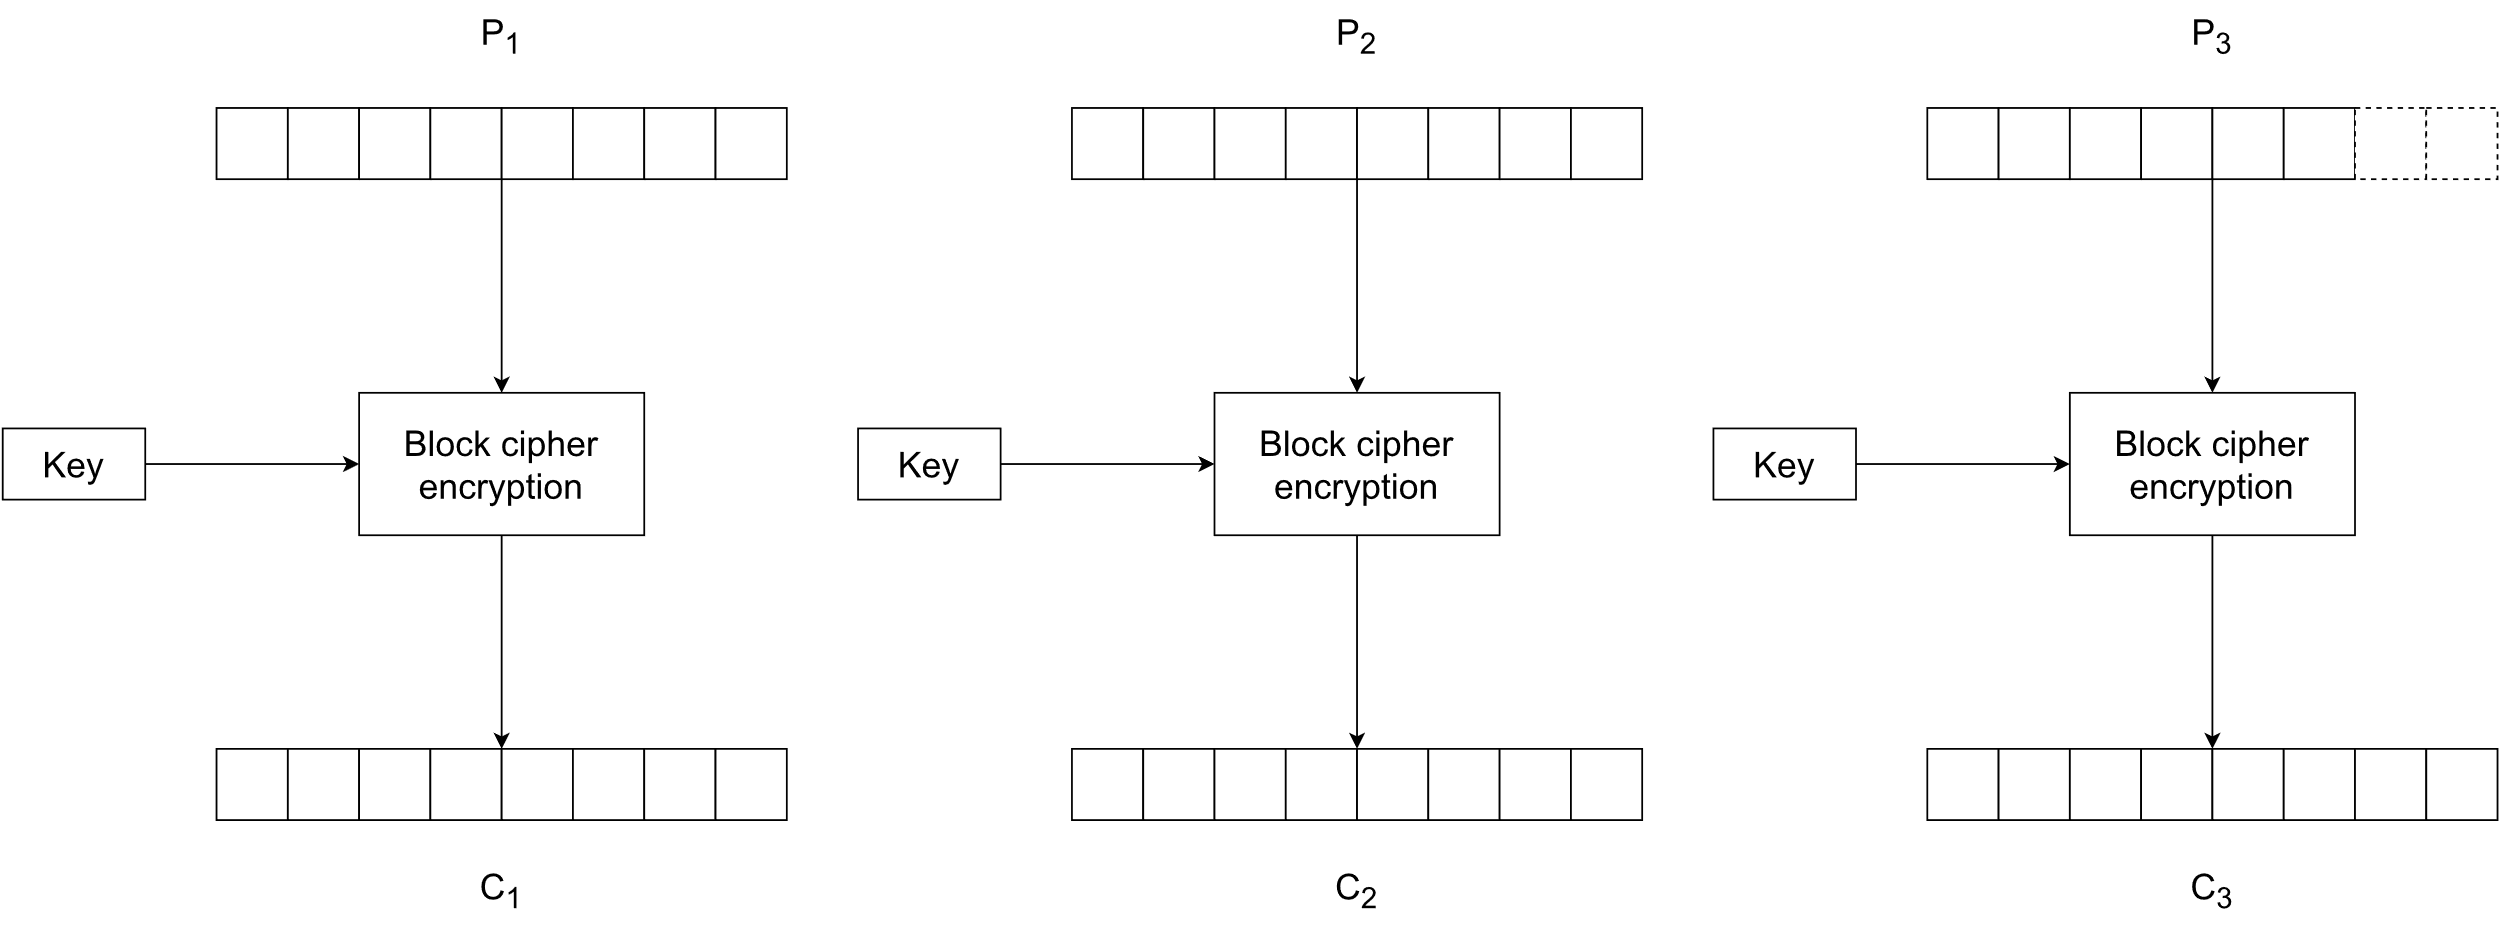 P₁
P₂
P₃
Key
Block cipher
encryption
Key
Block cipher
encryption
Key
Block cipher
encryption
C₁
C₂
C₃